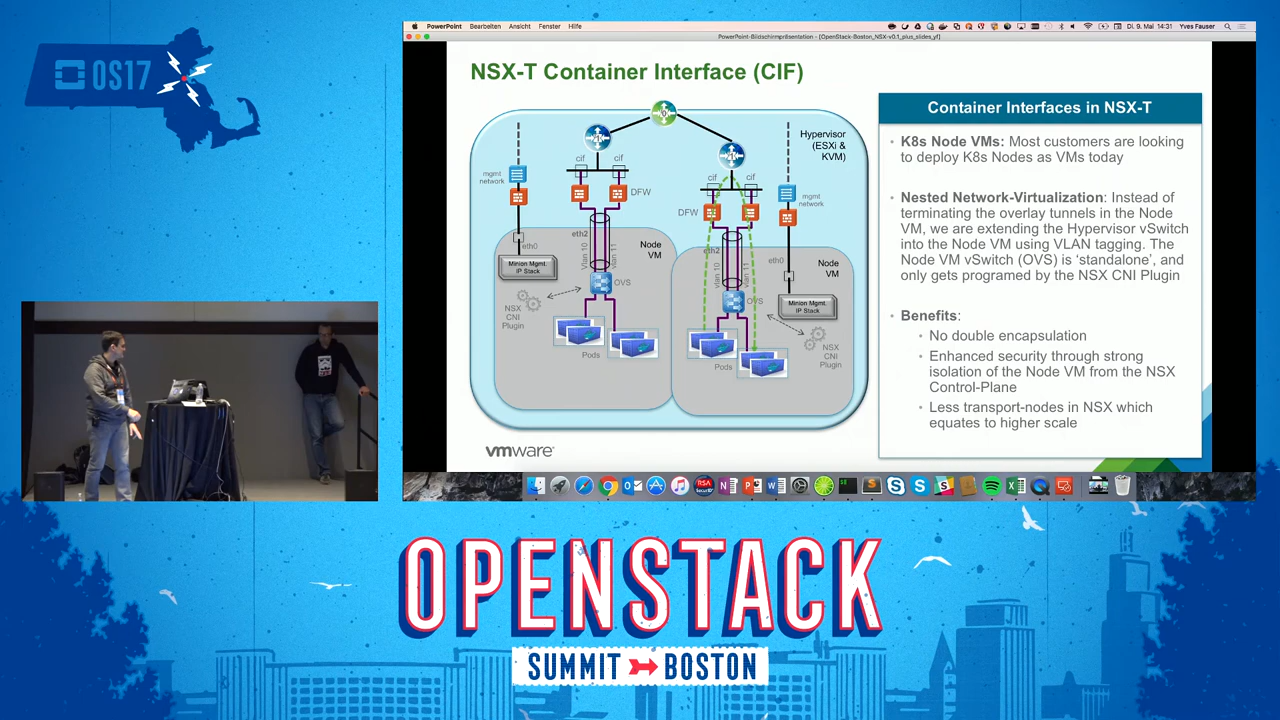 OS17
PowerPoint Bearbeiten Ansicht Fenster Hilfe
Di. 9. Mai 14:31 Yves Fauser
PowerPoint-Bildschirmpräsentation - [OpenStack-Boston_NSX-v0.1_plus_slides_yf]
NSX-T Container Interface (CIF)
Hypervisor
(ESXi &
KVM)
cif
cif
mgmt
network
DFW
eth2
eth0
Vlan 10
Vlan 11
Node
VM
Minion Mgmt.
IP Stack
OVS
NSX
CNI
Plugin
Pods
cif
cif
mgmt
network
DFW
eth2
eth0
Vlan 10
vlan 11
Node
VM
Minion Mgmt.
IP Stack
OVS
NSX
CNI
Plugin
Pods
vmware
Container Interfaces in NSX-T
K8s Node VMs: Most customers are looking
to deploy K8s Nodes as VMs today
Nested Network-Virtualization: Instead of
terminating the overlay tunnels in the Node
VM, we are extending the Hypervisor vSwitch
into the Node VM using VLAN tagging. The
Node VM vSwitch (OVS) is ‘standalone’, and
only gets programed by the NSX CNI Plugin
Benefits:
No double encapsulation
Enhanced security through strong
isolation of the Node VM from the NSX
Control-Plane
Less transport-nodes in NSX which
equates to higher scale
OPENSTACK
SUMMIT BOSTON